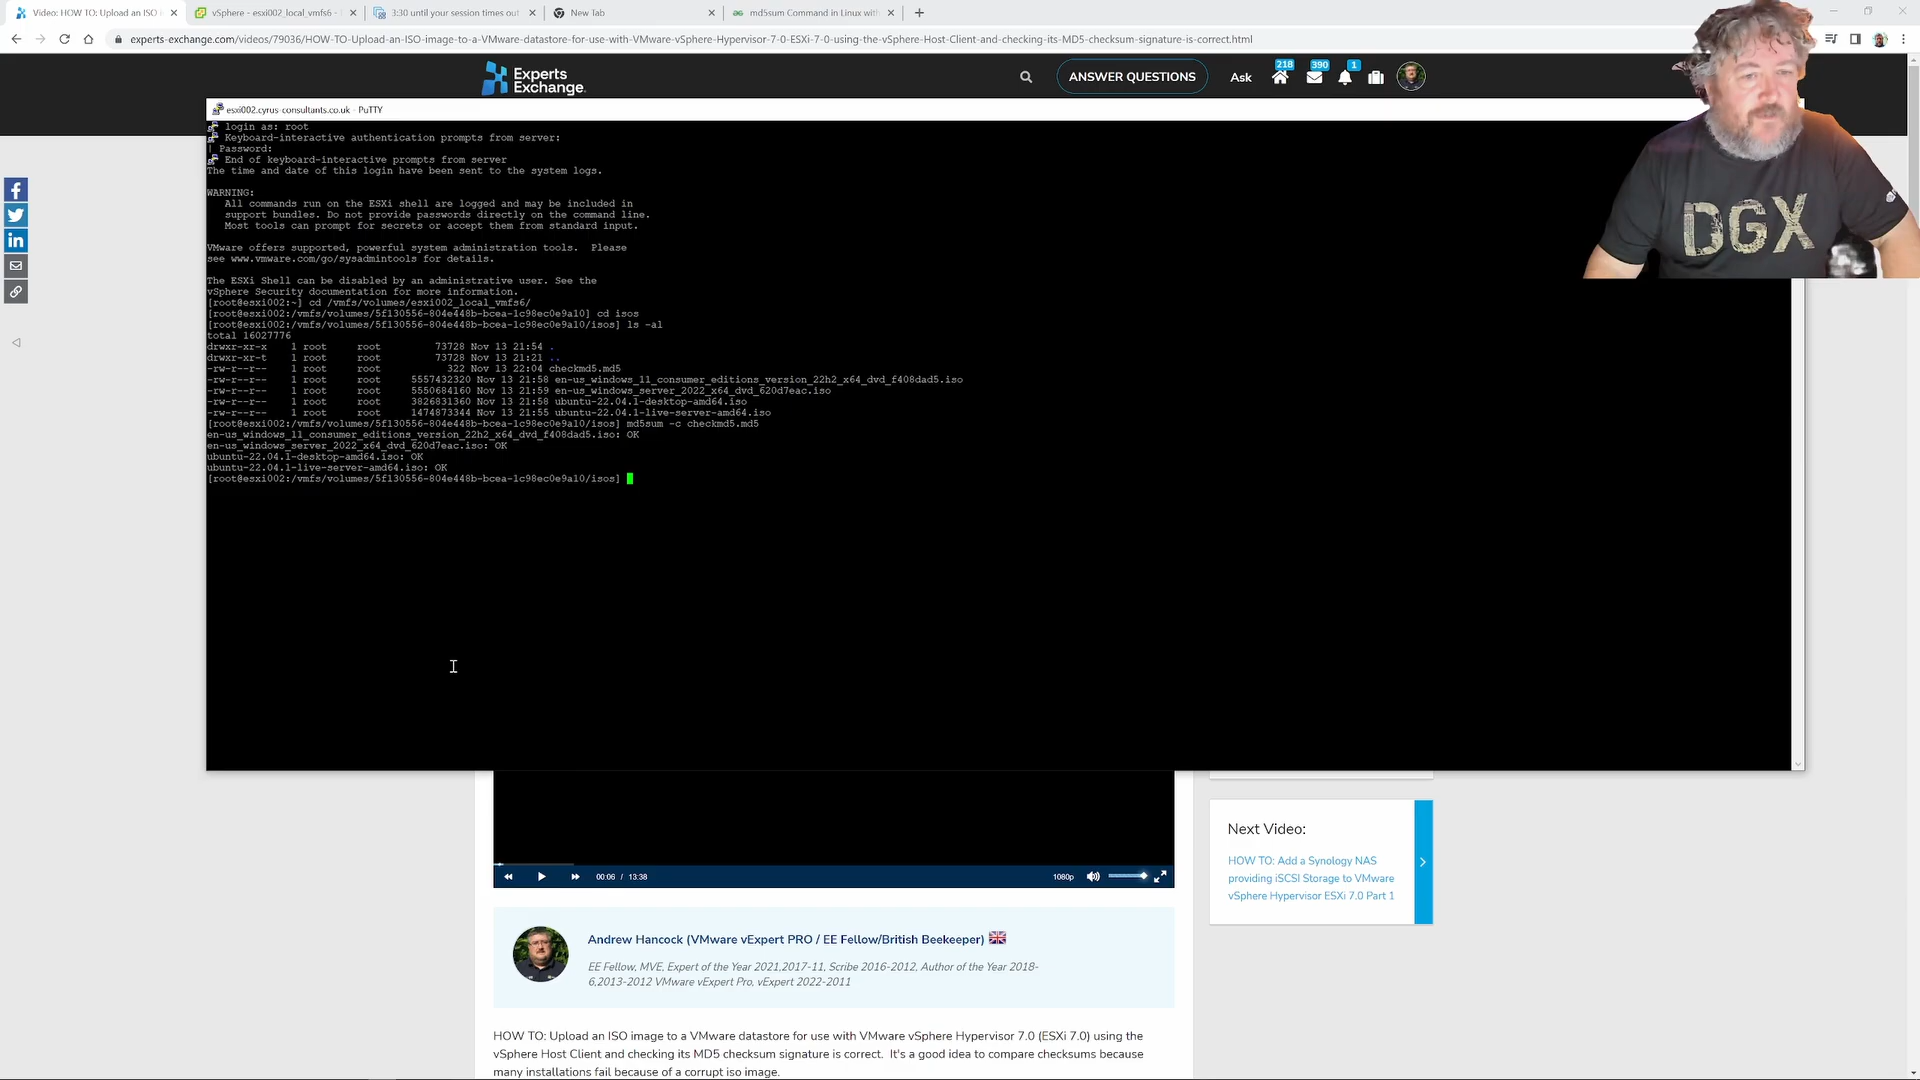 Video: HOW TO: Upload an ISO i
vSphere - esxi002_local_vmfs6 -
3:30 until your session times out
New Tab
md5sum Command in Linux with
experts-exchange.com/videos/79036/HOW-TO-Upload-an-ISO-image-to-a-VMware-datastore-for-use-with-VMware-vSphere-Hypervisor-7-0-ESXi-7-0-using-the-vSphere-Host-Client-and-checking-its-MD5-checksum-signature-is-correct.html
Experts
Exchange.
ANSWER QUESTIONS
Ask
218
390
1
esxi002.cyrus-consultants.co.uk - PuTTY
login as: root
Keyboard-interactive authentication prompts from server:
| Password:
End of keyboard-interactive prompts from server
The time and date of this login have been sent to the system logs.
WARNING:
All commands run on the ESXi shell are logged and may be included in
support bundles. Do not provide passwords directly on the command line.
Most tools can prompt for secrets or accept them from standard input.
VMware offers supported, powerful system administration tools.  Please
see www.vmware.com/go/sysadmintools for details.
The ESXi Shell can be disabled by an administrative user. See the
vSphere Security documentation for more information.
[root@esxi002:~] cd /vmfs/volumes/esxi002_local_vmfs6/
[root@esxi002:/vmfs/volumes/5f130556-804e448b-bcea-1c98ec0e9a10] cd isos
[root@esxi002:/vmfs/volumes/5f130556-804e448b-bcea-1c98ec0e9a10/isos] ls -al
total 16027776
drwxr-xr-x 1 root root 73728 Nov 13 21:54 .
drwxr-xr-t 1 root root 73728 Nov 13 21:21 ..
-rw-r--r-- 1 root root 322 Nov 13 22:04 checkmd5.md5
-rw-r--r-- 1 root root 5557432320 Nov 13 21:58 en-us_windows_11_consumer_editions_version_22h2_x64_dvd_f408dad5.iso
-rw-r--r-- 1 root root 5550684160 Nov 13 21:59 en-us_windows_server_2022_x64_dvd_620d7eac.iso
-rw-r--r-- 1 root root 3826831360 Nov 13 21:58 ubuntu-22.04.1-desktop-amd64.iso
-rw-r--r-- 1 root root 1474873344 Nov 13 21:55 ubuntu-22.04.1-live-server-amd64.iso
[root@esxi002:/vmfs/volumes/5f130556-804e448b-bcea-1c98ec0e9a10/isos] md5sum -c checkmd5.md5
en-us_windows_11_consumer_editions_version_22h2_x64_dvd_f408dad5.iso: OK
en-us_windows_server_2022_x64_dvd_620d7eac.iso: OK
ubuntu-22.04.1-desktop-amd64.iso: OK
ubuntu-22.04.1-live-server-amd64.iso: OK
[root@esxi002:/vmfs/volumes/5f130556-804e448b-bcea-1c98ec0e9a10/isos]
DGX
00:06 / 13:38
1080p
Next Video:
HOW TO: Add a Synology NAS
providing iSCSI Storage to VMware
vSphere Hypervisor ESXi 7.0 Part 1
Andrew Hancock (VMware vExpert PRO / EE Fellow/British Beekeeper)
EE Fellow, MVE, Expert of the Year 2021,2017-11, Scribe 2016-2012, Author of the Year 2018-
6,2013-2012 VMware vExpert Pro, vExpert 2022-2011
HOW TO: Upload an ISO image to a VMware datastore for use with VMware vSphere Hypervisor 7.0 (ESXi 7.0) using the
vSphere Host Client and checking its MD5 checksum signature is correct.  It's a good idea to compare checksums because
many installations fail because of a corrupt iso image.